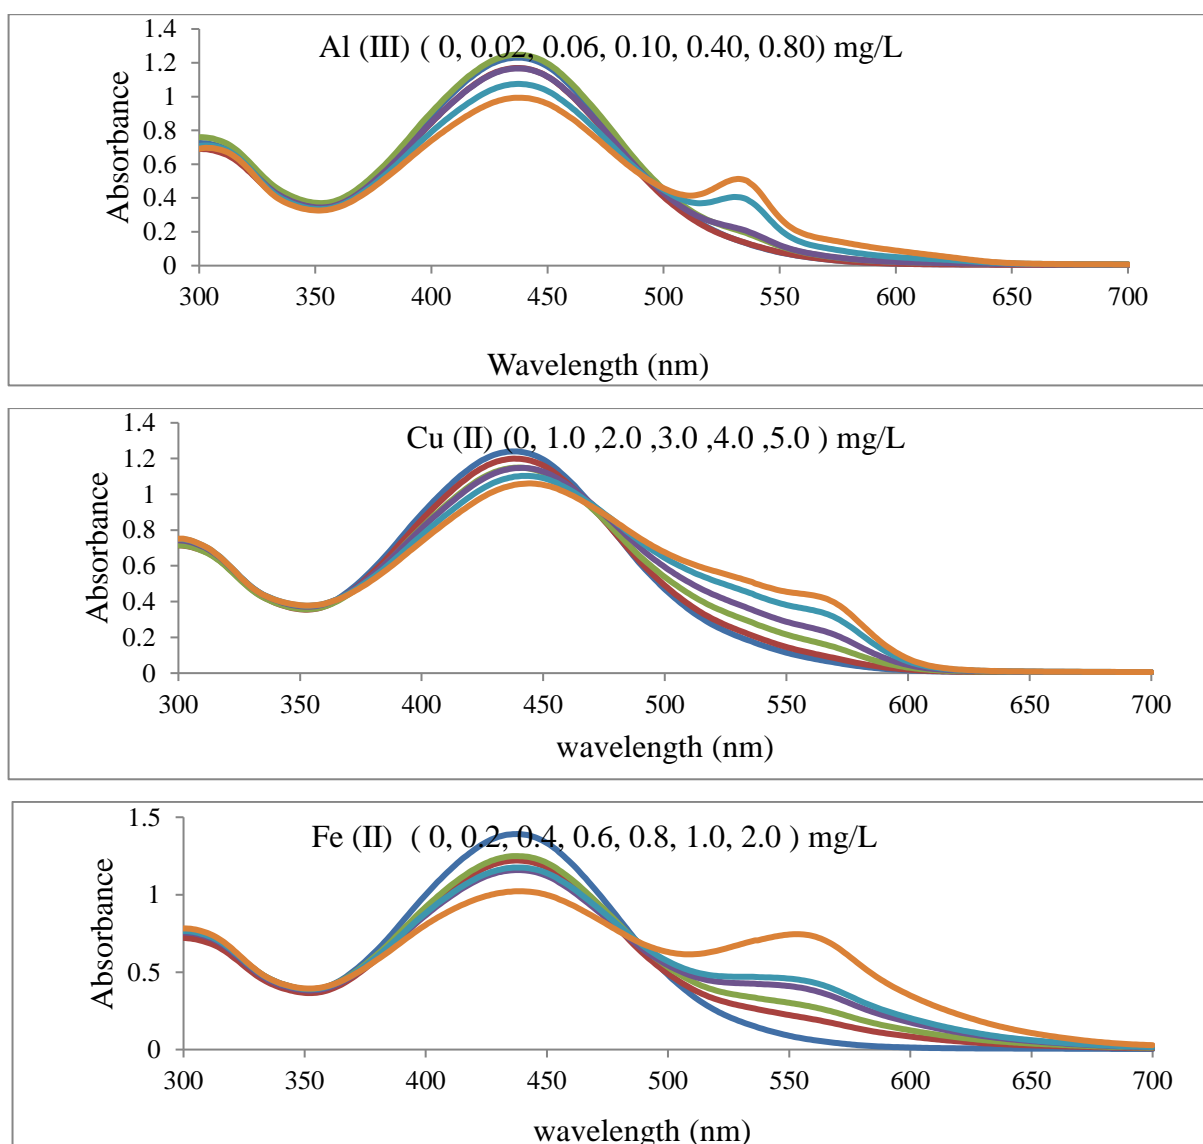 Al (III) ( 0, 0.02, 0.06, 0.10, 0.40, 0.80) mg/L
Absorbance
1.4
1.2
1
0.8
0.6
0.4
0.2
0
300 350 400 450 500 550 600 650 700
Wavelength (nm)
Cu (II) (0, 1.0 ,2.0 ,3.0 ,4.0 ,5.0 ) mg/L
Absorbance
1.4
1.2
1
0.8
0.6
0.4
0.2
0
300 350 400 450 500 550 600 650 700
wavelength (nm)
Fe (II) ( 0, 0.2, 0.4, 0.6, 0.8, 1.0, 2.0 ) mg/L
Absorbance
1.5
1
0.5
0
300 350 400 450 500 550 600 650 700
wavelength (nm)